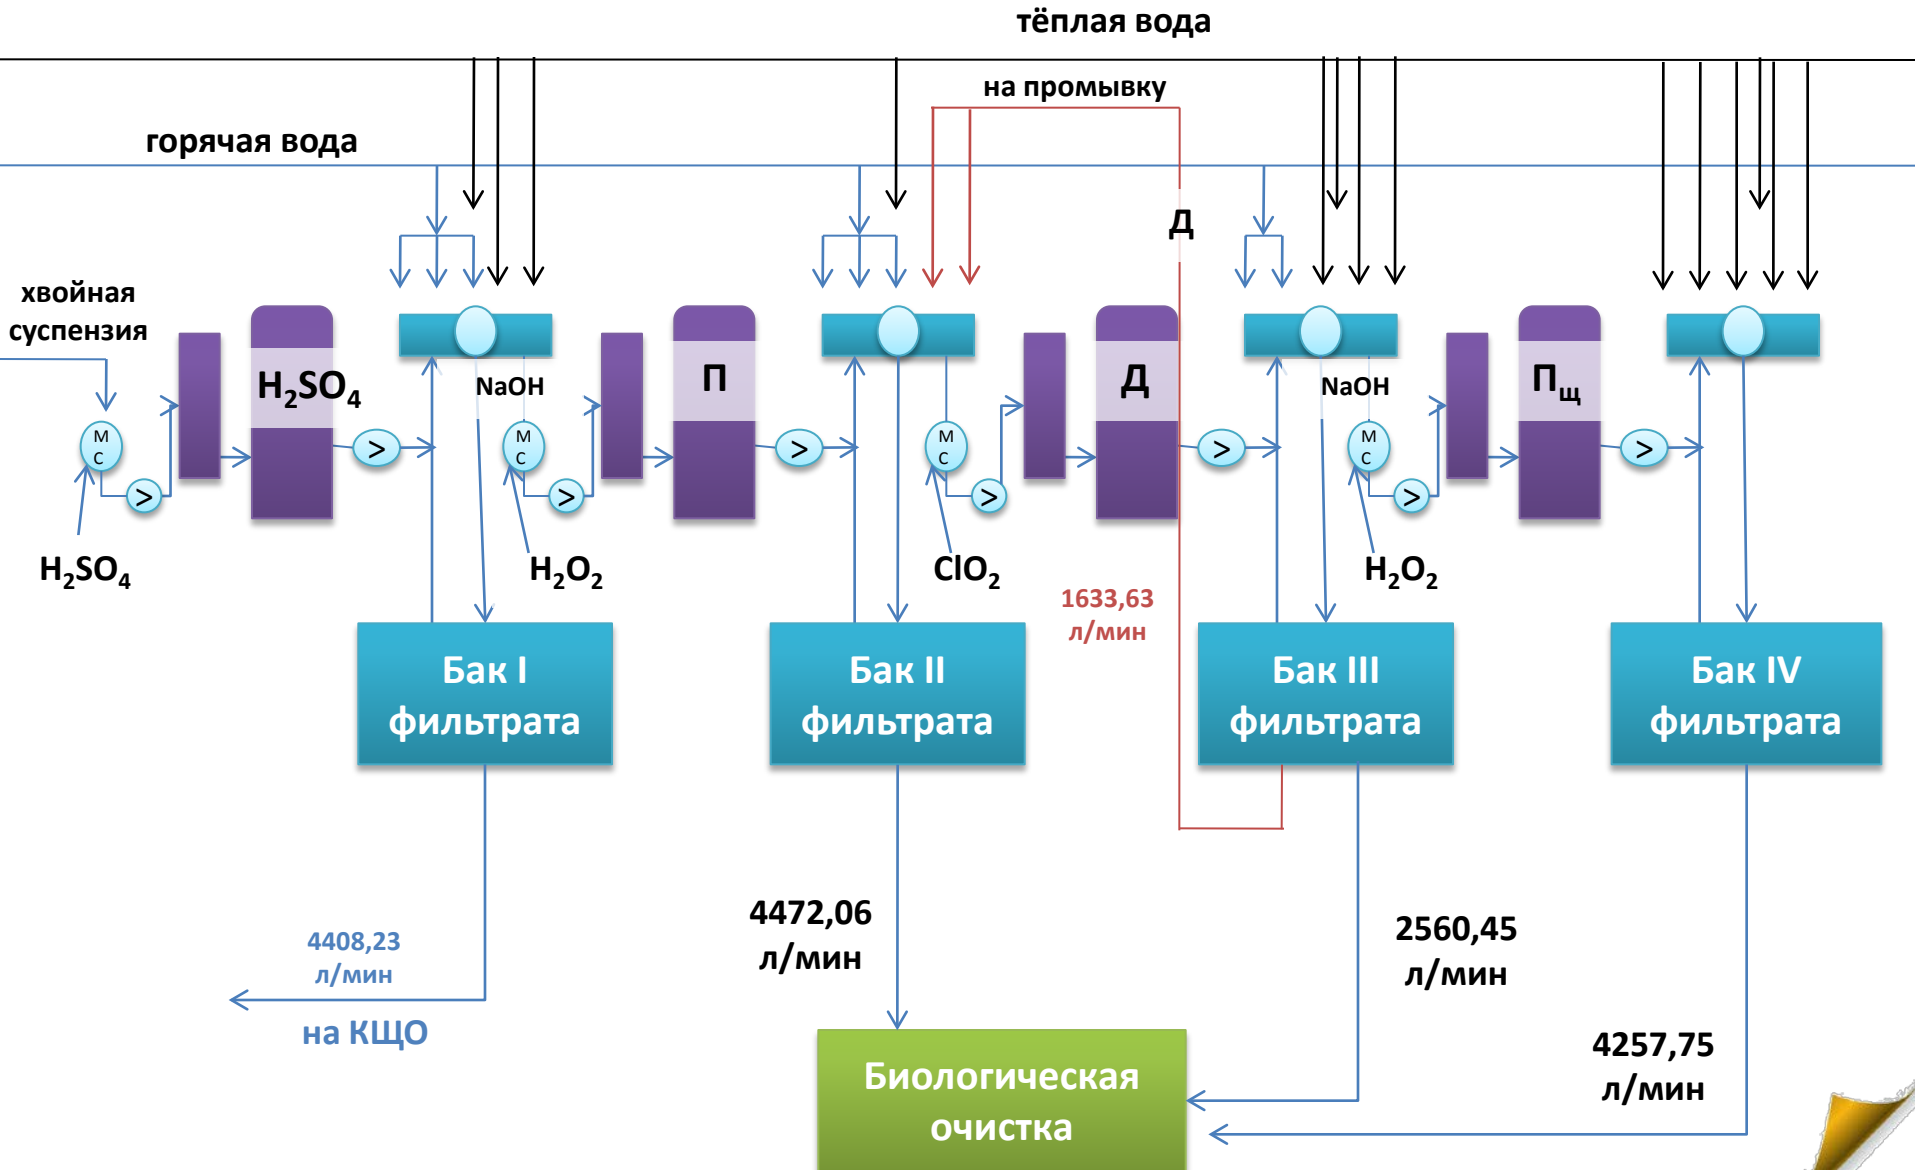 тёплая вода
на промывку
горячая вода
Д
хвойная
суспензия
H₂SO₄
NaOH
П
Д
NaOH
Пщ
М
С
>
>
М
С
>
>
М
С
>
>
М
С
>
>
H₂SO₄
H₂O₂
ClO₂
H₂O₂
1633,63
л/мин
Бак I
фильтрата
Бак II
фильтрата
Бак III
фильтрата
Бак IV
фильтрата
4408,23
л/мин
на КЩО
4472,06
л/мин
2560,45
л/мин
4257,75
л/мин
Биологическая
очистка